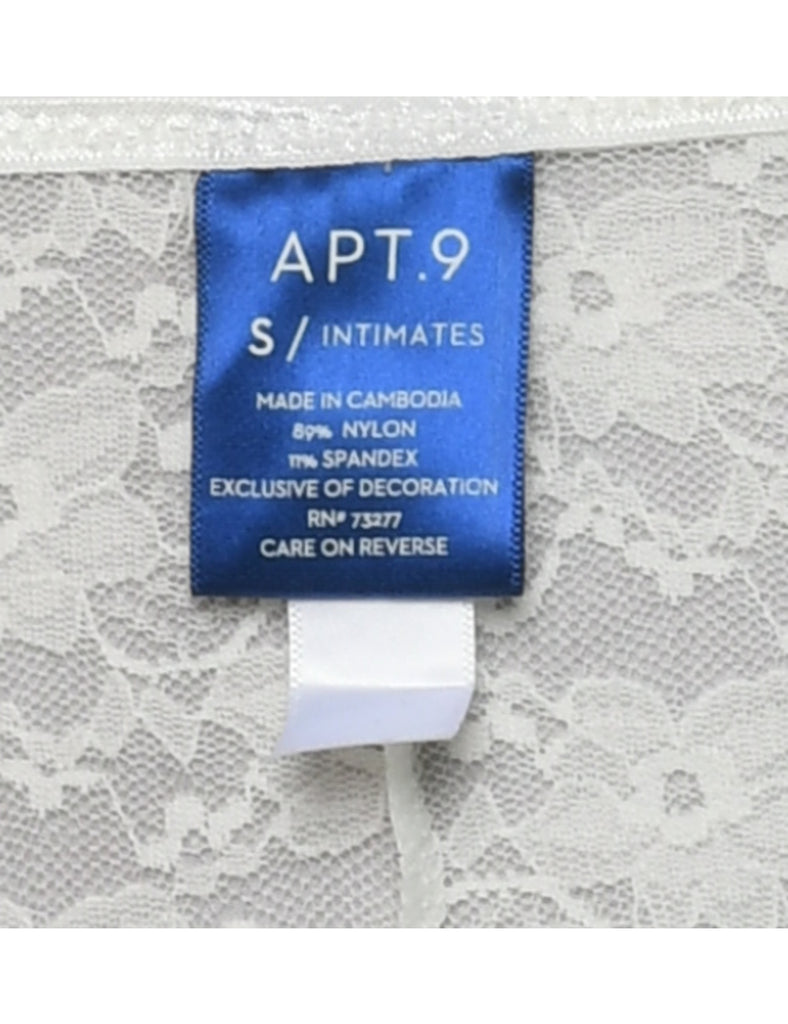 APT.9
S / INTIMATES
MADE IN CAMBODIA
89% NYLON
11% SPANDEX
EXCLUSIVE OF DECORATION
RN# 73277
CARE ON REVERSE